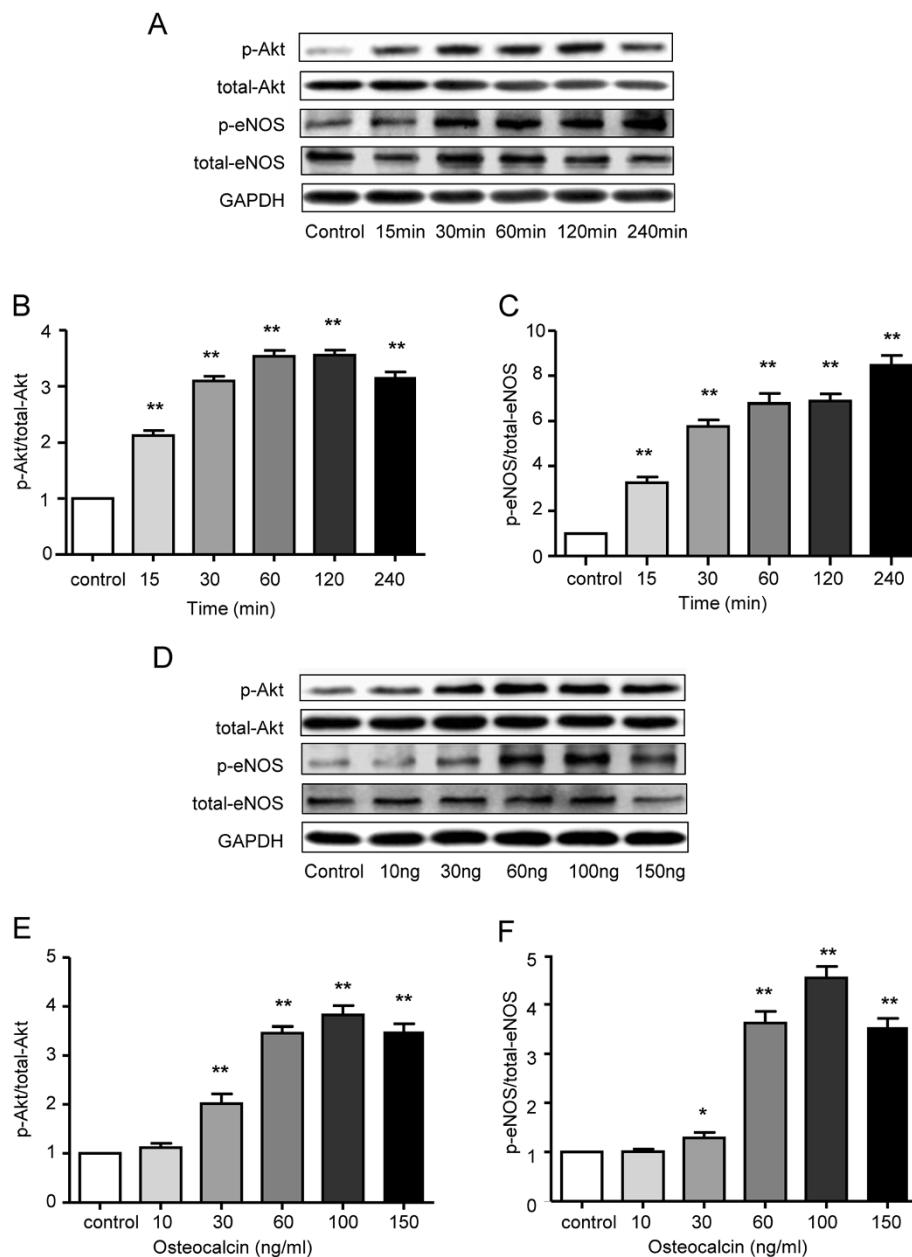 A
p-Akt
total-Akt
p-eNOS
total-eNOS
GAPDH
Control 15min 30min 60min 120min 240min
B
p-Akt/total-Akt
4
3
2
1
0
** ** ** ** **
control 15 30 60 120 240
Time (min)
C
p-eNOS/total-eNOS
10
8
6
4
2
0
** ** ** ** **
control 15 30 60 120 240
Time (min)
D
p-Akt
total-Akt
p-eNOS
total-eNOS
GAPDH
Control 10ng 30ng 60ng 100ng 150ng
E
p-Akt/total-Akt
5
4
3
2
1
0
** ** ** **
control 10 30 60 100 150
Osteocalcin (ng/ml)
F
p-eNOS/total-eNOS
5
4
3
2
1
0
* ** ** **
control 10 30 60 100 150
Osteocalcin (ng/ml)